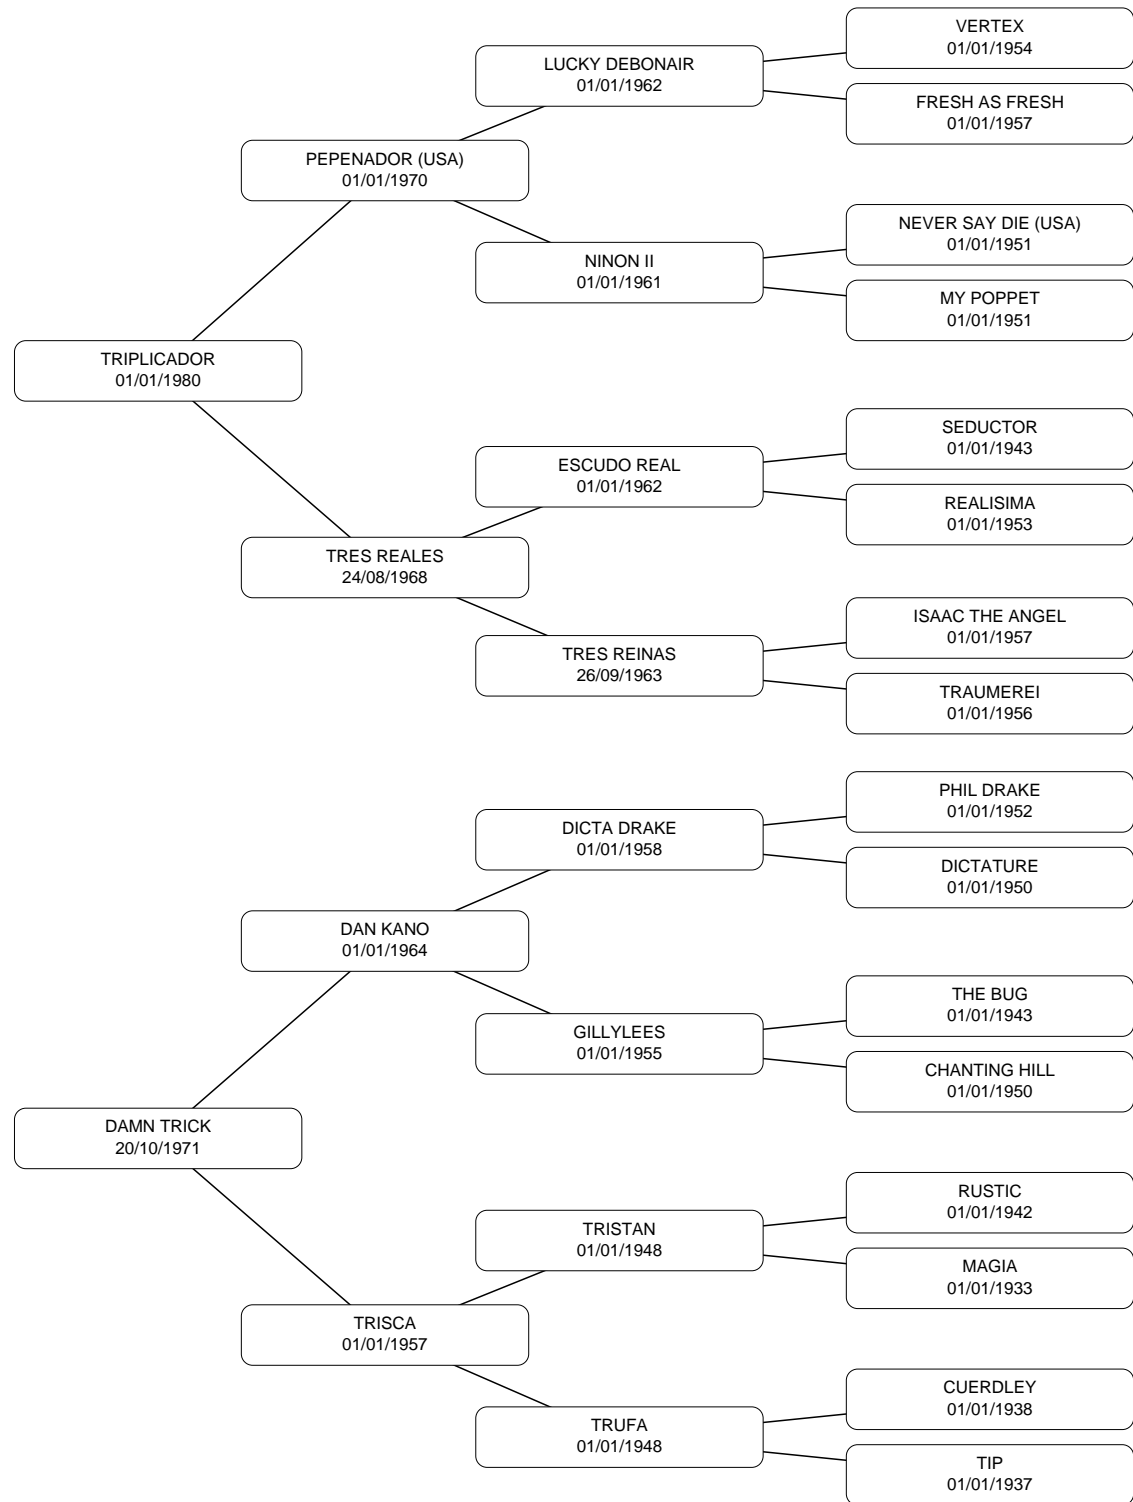 VERTEX
01/01/1954
LUCKY DEBONAIR
01/01/1962
FRESH AS FRESH
01/01/1957
PEPENADOR (USA)
01/01/1970
NEVER SAY DIE (USA)
01/01/1951
NINON II
01/01/1961
MY POPPET
01/01/1951
TRIPLICADOR
01/01/1980
SEDUCTOR
01/01/1943
ESCUDO REAL
01/01/1962
REALISIMA
01/01/1953
TRES REALES
24/08/1968
ISAAC THE ANGEL
01/01/1957
TRES REINAS
26/09/1963
TRAUMEREI
01/01/1956
PHIL DRAKE
01/01/1952
DICTA DRAKE
01/01/1958
DICTATURE
01/01/1950
DAN KANO
01/01/1964
THE BUG
01/01/1943
GILLYLEES
01/01/1955
CHANTING HILL
01/01/1950
DAMN TRICK
20/10/1971
RUSTIC
01/01/1942
TRISTAN
01/01/1948
MAGIA
01/01/1933
TRISCA
01/01/1957
CUERDLEY
01/01/1938
TRUFA
01/01/1948
TIP
01/01/1937